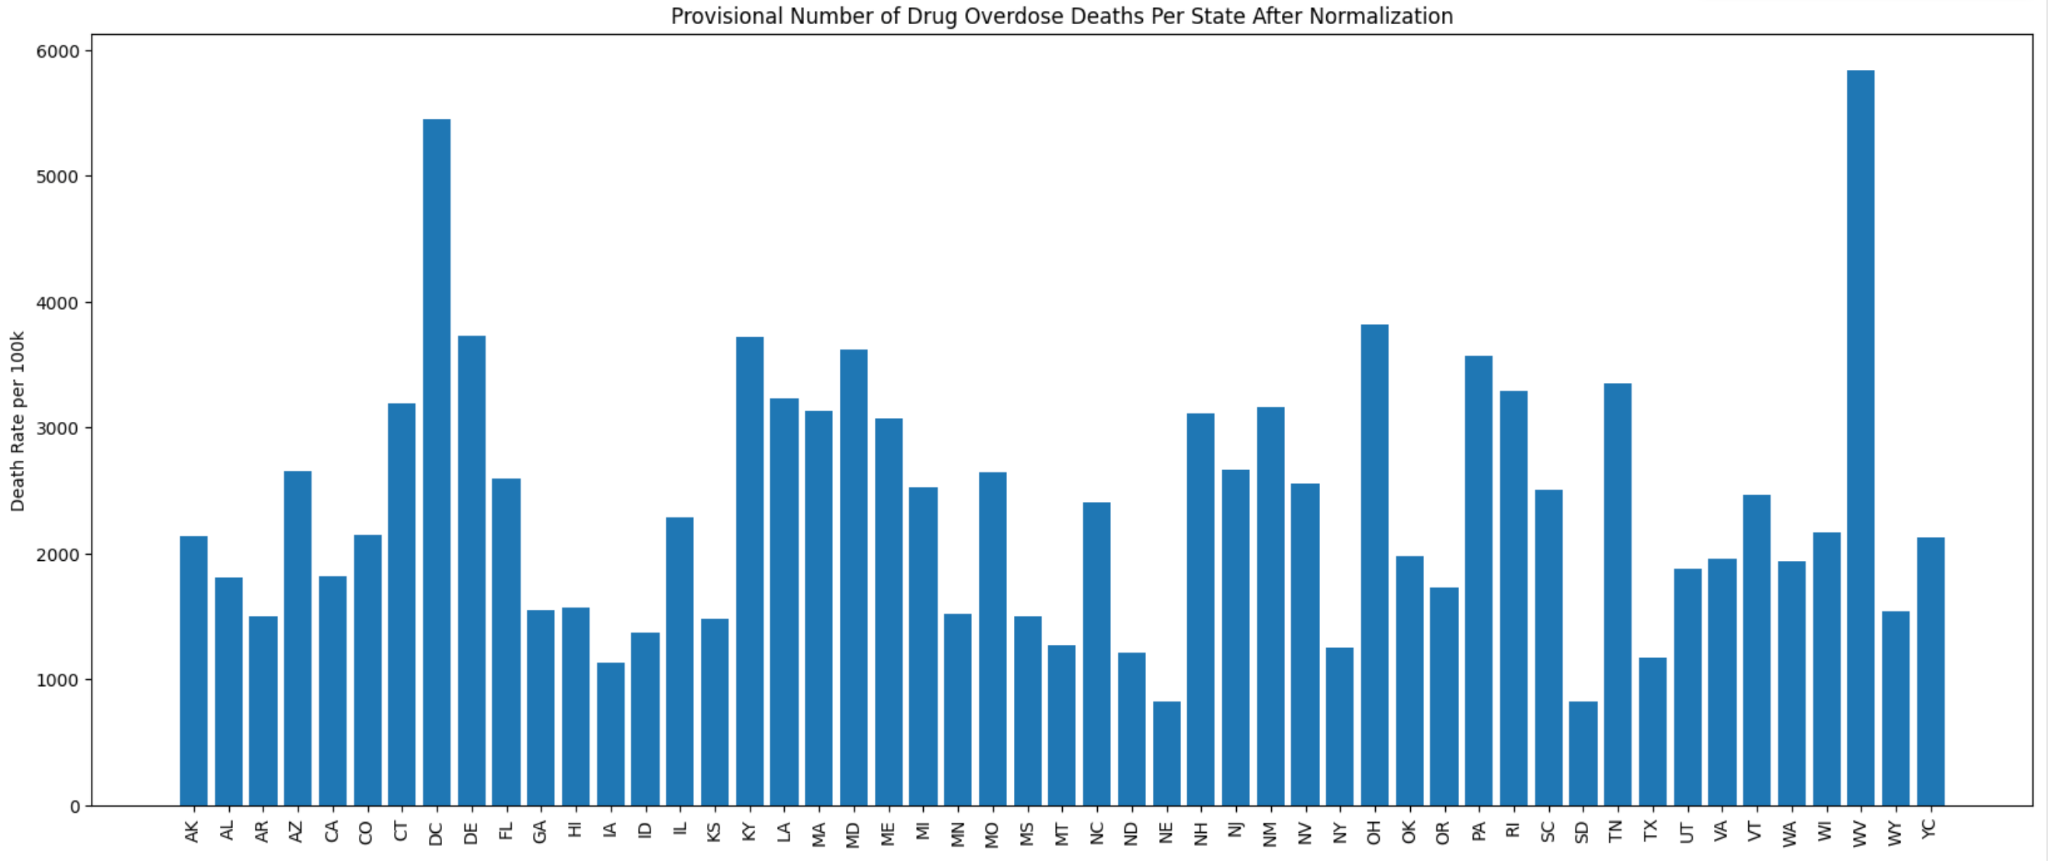 Provisional Number of Drug Overdose Deaths Per State After Normalization
6000
5000
4000
3000
2000
1000
0
Death Rate per 100k
AK AL AR AZ CA CO CT DC DE FL GA HI IA ID IL KS KY LA MA MD ME MI MN MO MS MT NC ND NE NH NJ NM NV NY OH OK OR PA RI SC SD TN TX UT VA VT WA WI WV WY YC